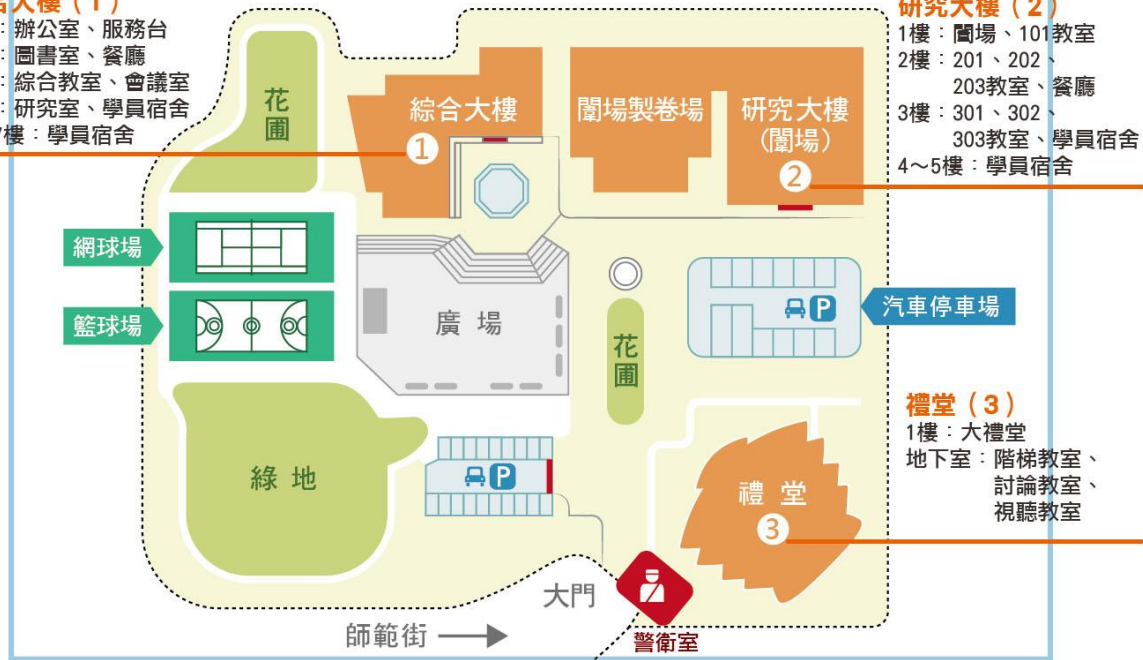 大樓（1）
：辦公室、服務台
：圖書室、餐廳
：綜合教室、會議室
：研究室、學員宿舍
樓：學員宿舍
研究大樓（2）
1樓：闈場、101教室
2樓：201、202、
203教室、餐廳
3樓：301、302、
303教室、學員宿舍
4～5樓：學員宿舍
花圃
綜合大樓
1
闈場製卷場
研究大樓
(闈場)
2
網球場
籃球場
廣場
花圃
P
汽車停車場
綠地
P
禮堂
3
禮堂（3）
1樓：大禮堂
地下室：階梯教室、
討論教室、
視聽教室
大門
師範街
警衛室